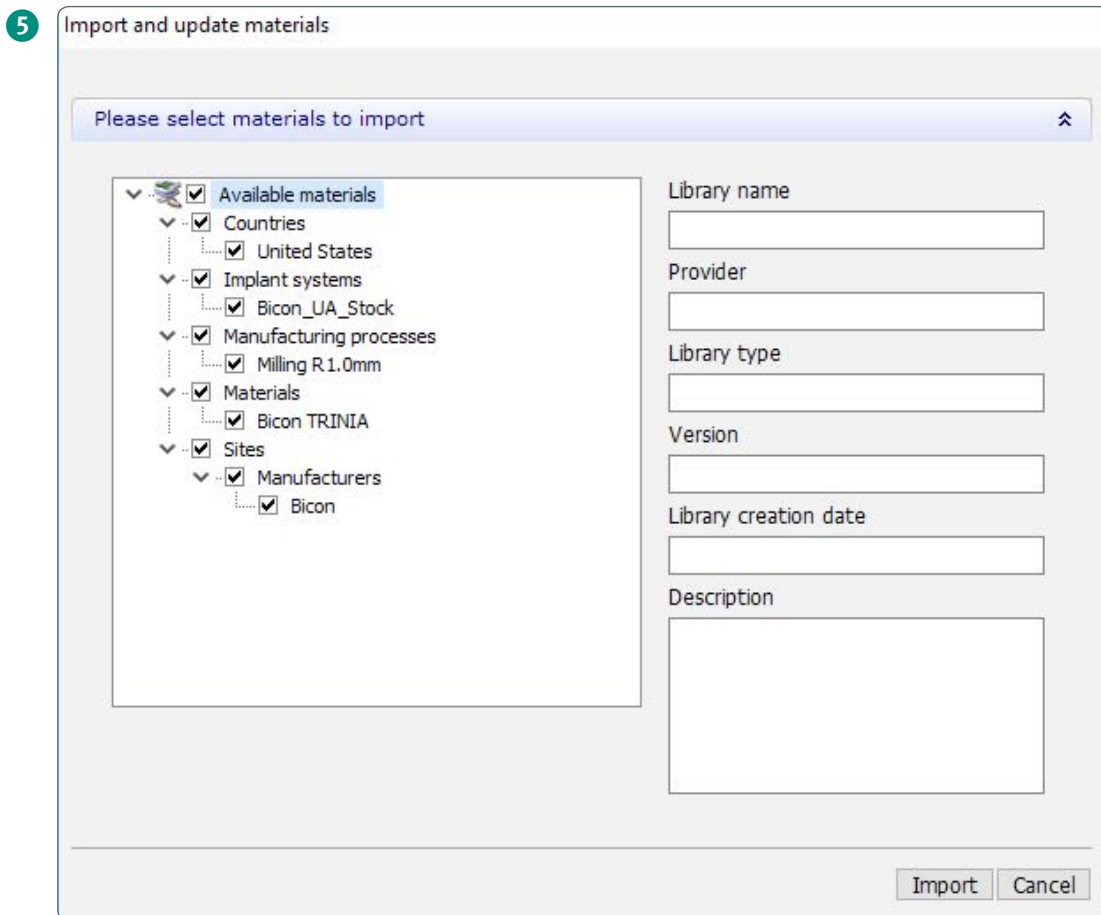 5
Import and update materials
Please select materials to import
Available materials
Countries
United States
Implant systems
Bicon_UA_Stock
Manufacturing processes
Milling R1.0mm
Materials
Bicon TRINIA
Sites
Manufacturers
Bicon
Library name
Provider
Library type
Version
Library creation date
Description
Import
Cancel